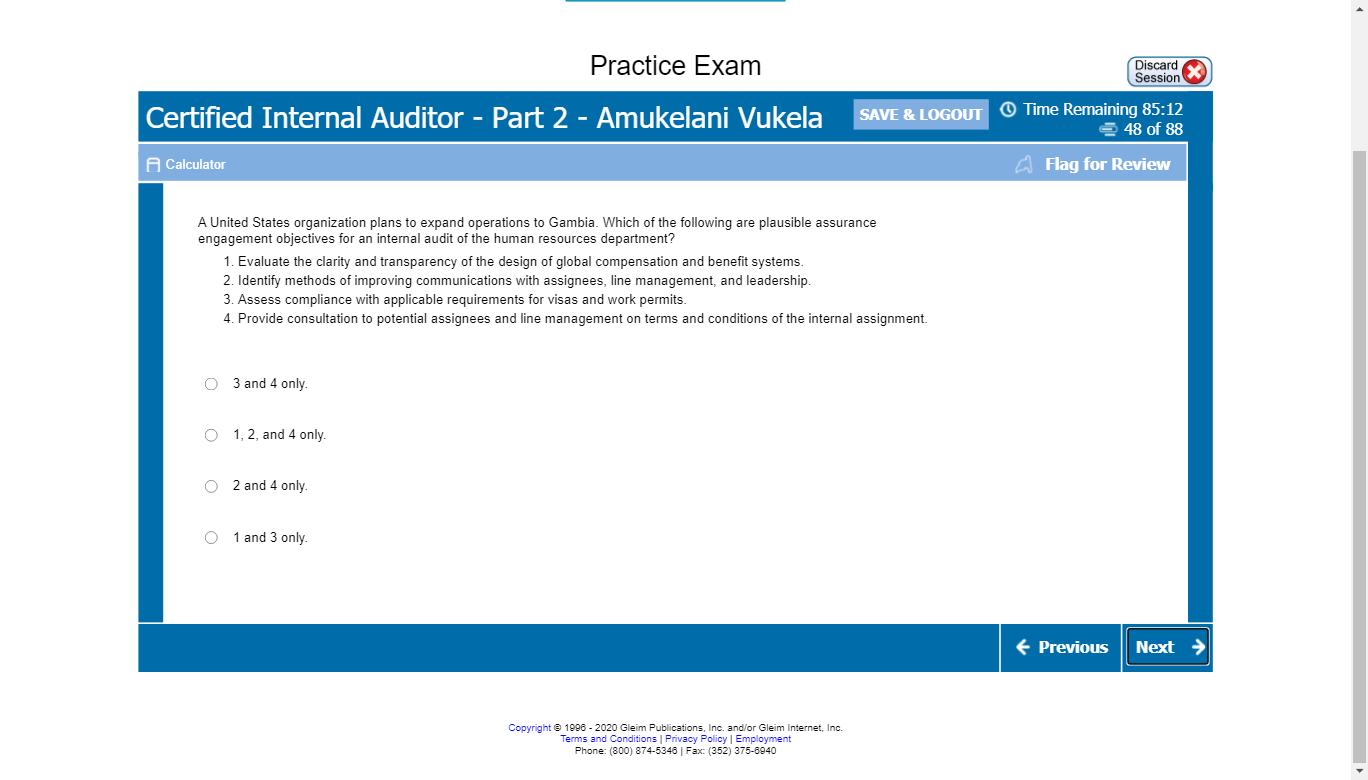 Practice Exam
Discard
Session
Certified Internal Auditor - Part 2 - Amukelani Vukela
SAVE & LOGOUT
Time Remaining 85:12
48 of 88
Calculator
Flag for Review
A United States organization plans to expand operations to Gambia. Which of the following are plausible assurance
engagement objectives for an internal audit of the human resources department?
1. Evaluate the clarity and transparency of the design of global compensation and benefit systems.
2. Identify methods of improving communications with assignees, line management, and leadership.
3. Assess compliance with applicable requirements for visas and work permits.
4. Provide consultation to potential assignees and line management on terms and conditions of the internal assignment.
3 and 4 only.
1, 2, and 4 only.
2 and 4 only.
1 and 3 only.
Previous
Next
Copyright © 1996 - 2020 Gleim Publications, Inc. and/or Gleim Internet, Inc.
Terms and Conditions | Privacy Policy | Employment
Phone: (800) 874-5346 | Fax: (352) 375-6940